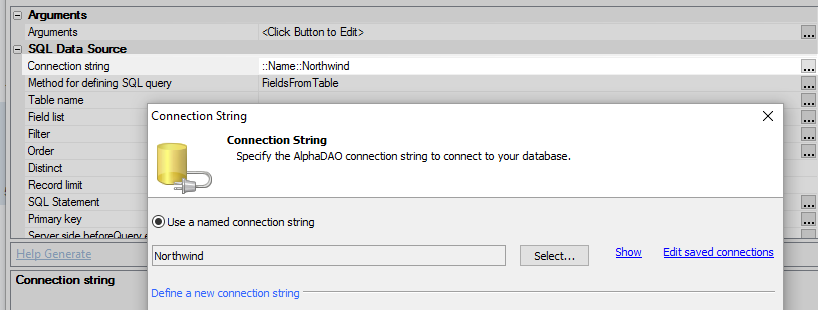 Arguments
Arguments <Click Button to Edit> ...
SQL Data Source
Connection string ::Name::Northwind ...
Method for defining SQL query FieldsFromTable ...
Table name ...
Field list ...
Filter ...
Order ...
Distinct
Record limit
SQL Statement ...
Primary key ...
Server side beforeQuery ...
Help Generate
Connection string
Connection String
Connection String
Specify the AlphaDAO connection string to connect to your database.
Use a named connection string
Northwind Select... Show Edit saved connections
Define a new connection string